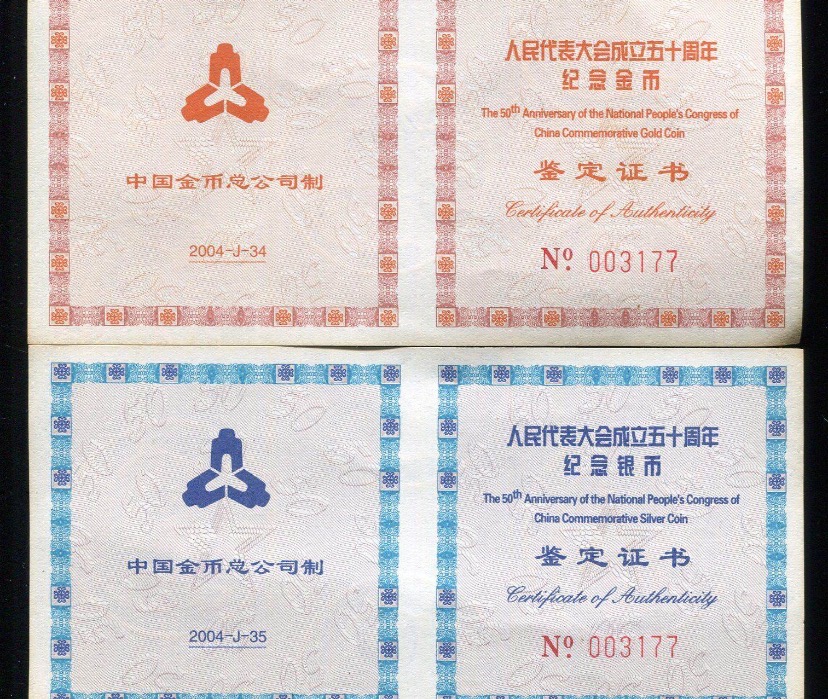 中国金币总公司制
2004-J-34
人民代表大会成立五十周年
纪念金币
The 50th Anniversary of the National People's Congress of
China Commemorative Gold Coin
鉴定证书
Certificate of Authenticity
Nº 003177
中国金币总公司制
2004-J-35
人民代表大会成立五十周年
纪念银币
The 50th Anniversary of the National People's Congress of
China Commemorative Silver Coin
鉴定证书
Certificate of Authenticity
Nº 003177